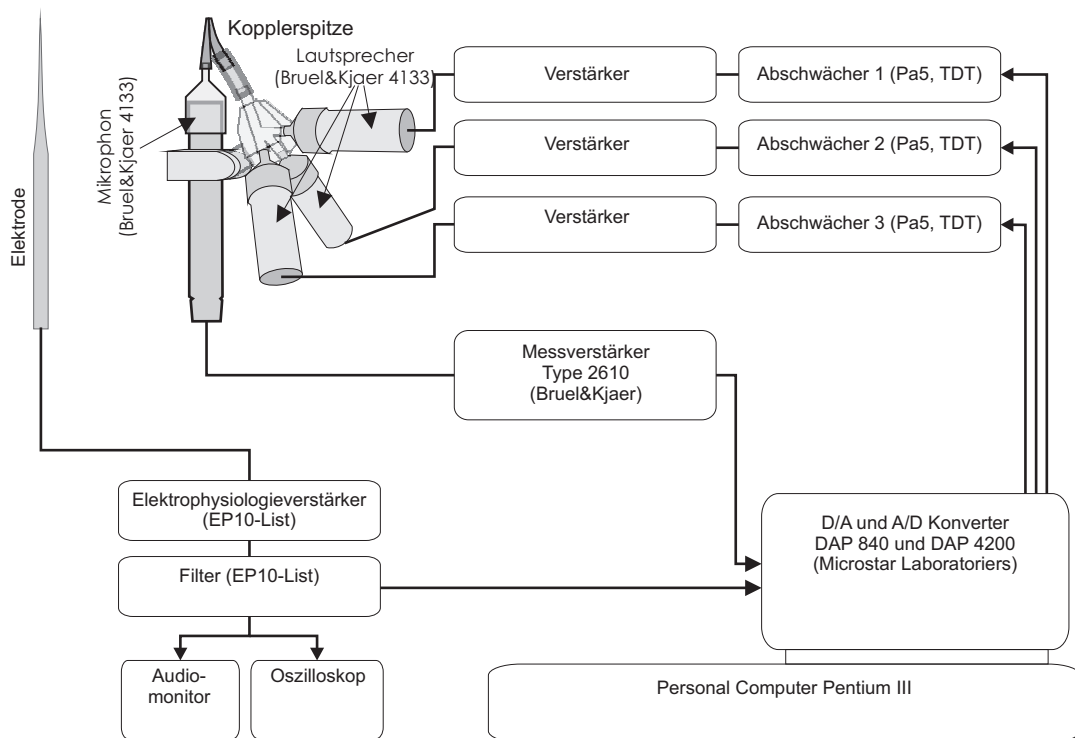 Kopplerspitze
Lautsprecher
(Bruel&Kjaer 4133)
Mikrophon
(Bruel&Kjaer 4133)
Elektrode
Verstärker
Abschwächer 1 (Pa5, TDT)
Verstärker
Abschwächer 2 (Pa5, TDT)
Verstärker
Abschwächer 3 (Pa5, TDT)
Messverstärker
Type 2610
(Bruel&Kjaer)
Elektrophysiologieverstärker
(EP10-List)
Filter (EP10-List)
Audio-
monitor
Oszilloskop
D/A und A/D Konverter
DAP 840 und DAP 4200
(Microstar Laboratoriers)
Personal Computer Pentium III